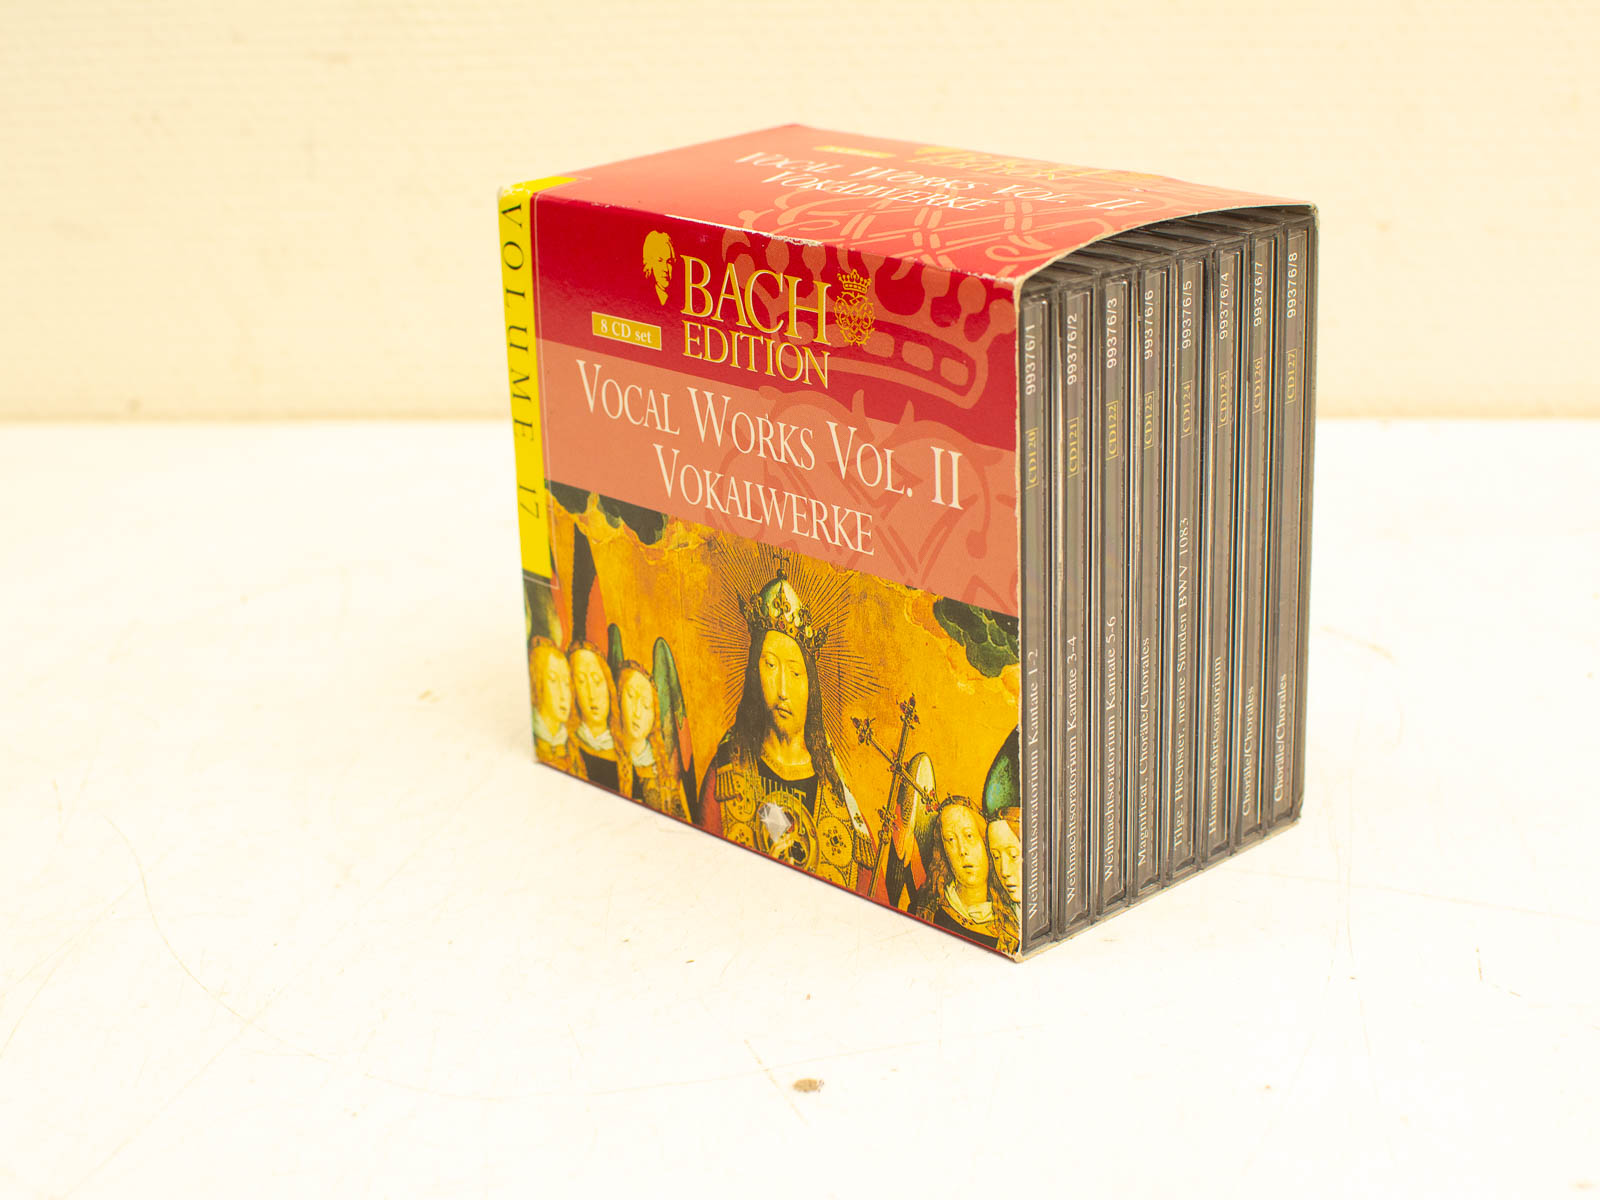 VOCAL WORKS VOL. II
VOKALWERKE
VOLUME 17
BACH
EDITION
8 CD set
VOCAL WORKS VOL. II
VOKALWERKE
99376/1 CD120 Weihnachtsoratorium Kantate 1-2
99376/2 CD121 Weihnachtsoratorium Kantate 3-4
99376/3 CD122 Weihnachtsoratorium Kantate 5-6
99376/6 CD125 Magnificat, Choräle/Chorales
99376/5 CD124 Tilge, Höchster, meine Sünden BWV 1083
99376/4 CD123 Himmelfahrtsoratorium
99376/7 CD126 Choräle/Chorales
99376/8 CD127 Choräle/Chorales